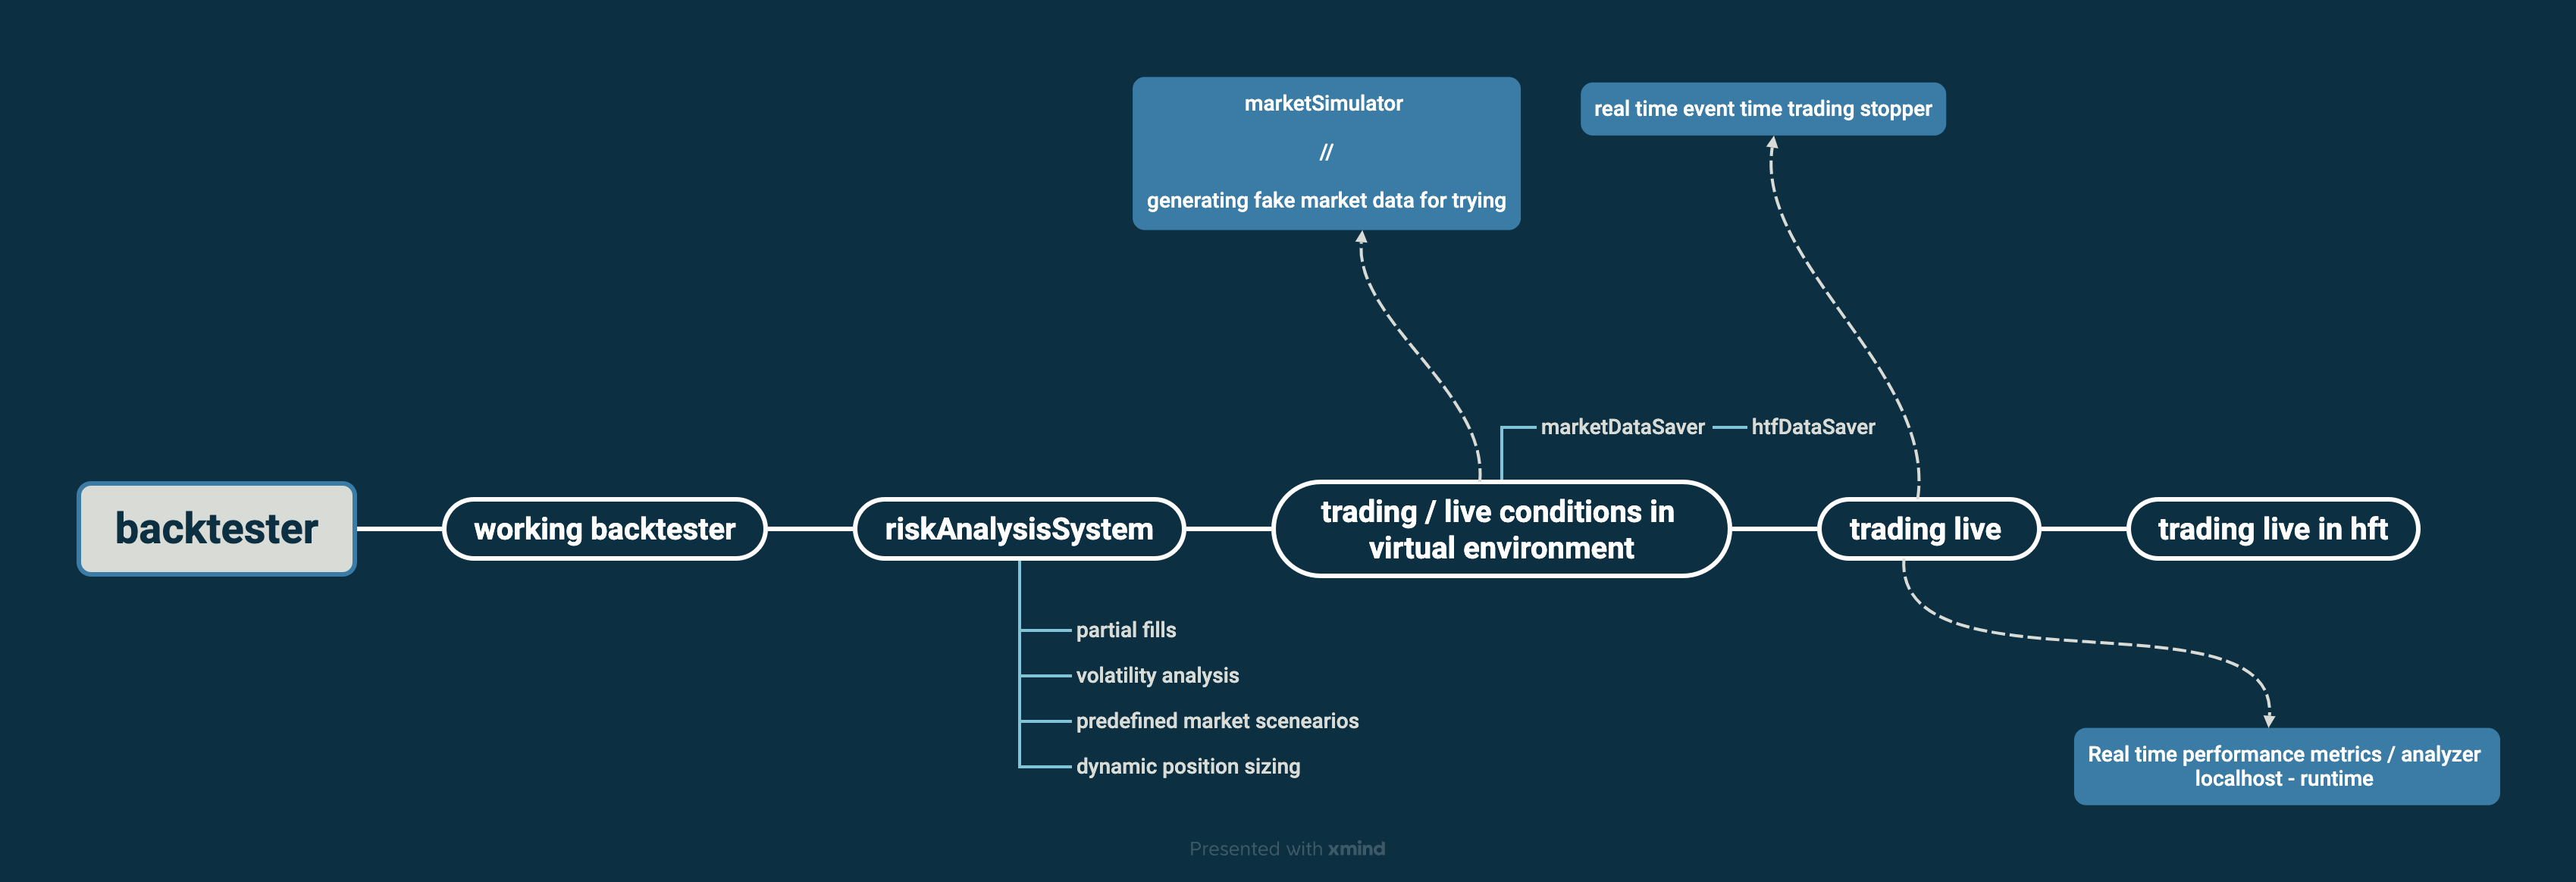 marketSimulator
//
generating fake market data for trying
real time event time trading stopper
marketDataSaver
htfDataSaver
backtester
working backtester
riskAnalysisSystem
trading / live conditions in
virtual environment
trading live
trading live in hft
partial fills
volatility analysis
predefined market scenearios
dynamic position sizing
Real time performance metrics / analyzer
localhost - runtime
Presented with xmind